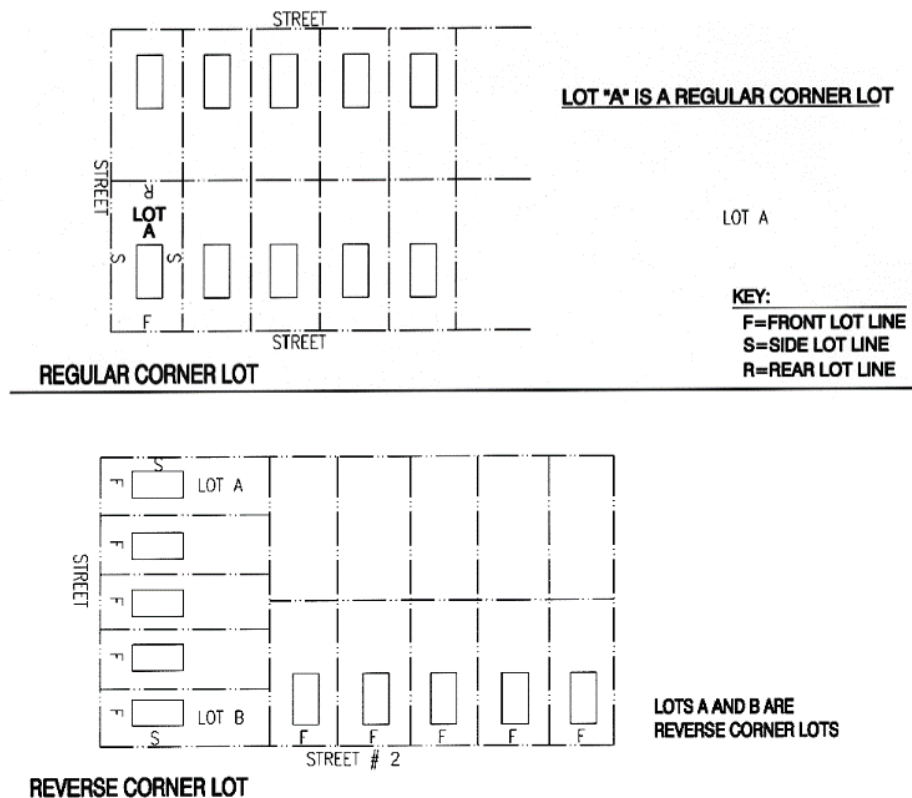 STREET
LOT "A" IS A REGULAR CORNER LOT
STREET
R
LOT
A
S
S
F
STREET
LOT A
KEY:
F=FRONT LOT LINE
S=SIDE LOT LINE
R=REAR LOT LINE
REGULAR CORNER LOT
S
F
LOT A
F
STREET
F
F
F
LOT B
S
F
F
F
F
F
STREET # 2
LOTS A AND B ARE
REVERSE CORNER LOTS
REVERSE CORNER LOT